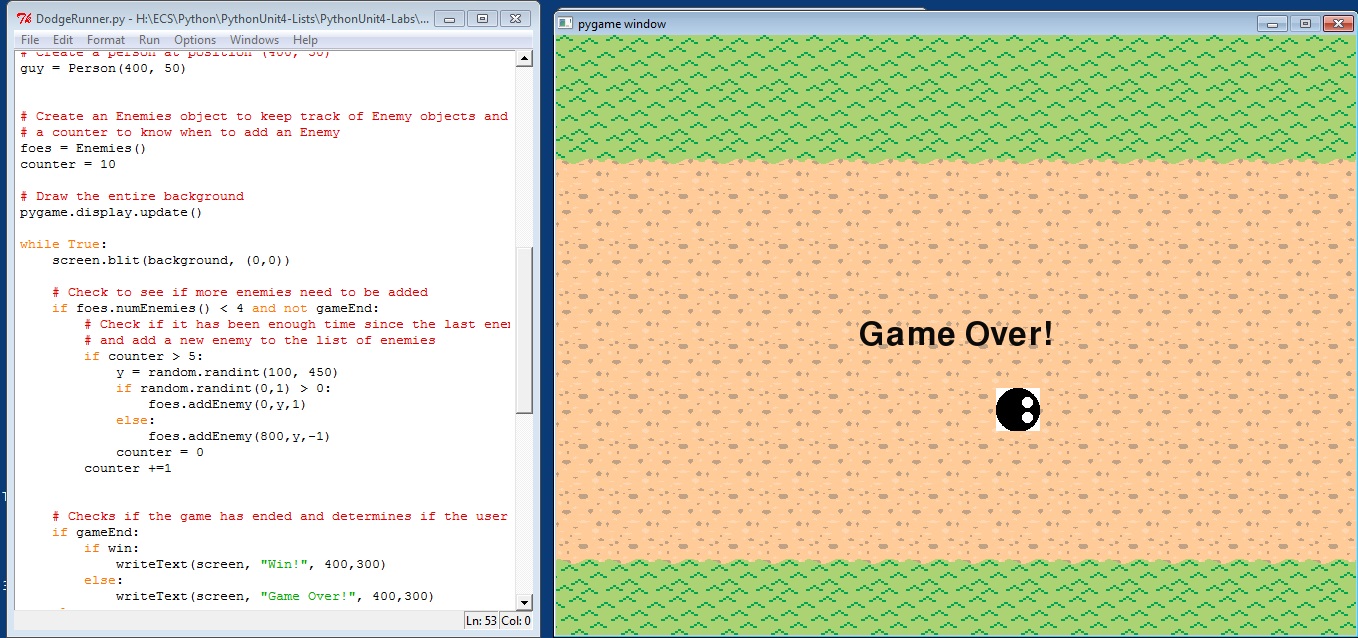 DodgeRunner.py - H:\ECS\Python\PythonUnit4-Lists\PythonUnit4-Labs\...
File Edit Format Run Options Windows Help
# Create a person at position (400, 50)
guy = Person(400, 50)
# Create an Enemies object to keep track of Enemy objects and
# a counter to know when to add an Enemy
foes = Enemies()
counter = 10
# Draw the entire background
pygame.display.update()
while True:
screen.blit(background, (0,0))
# Check to see if more enemies need to be added
if foes.numEnemies() < 4 and not gameEnd:
# Check if it has been enough time since the last ene
# and add a new enemy to the list of enemies
if counter > 5:
y = random.randint(100, 450)
if random.randint(0,1) > 0:
foes.addEnemy(0,y,1)
else:
foes.addEnemy(800,y,-1)
counter = 0
counter +=1
# Checks if the game has ended and determines if the user
if gameEnd:
if win:
writeText(screen, "Win!", 400,300)
else:
writeText(screen, "Game Over!", 400,300)
Ln: 53 Col: 0
pygame window
Game Over!